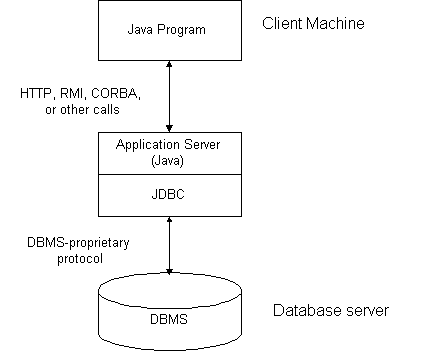 Java Program
Client Machine
HTTP, RMI, CORBA,
or other calls
Application Server
(Java)
JDBC
DBMS-proprietary
protocol
DBMS
Database server